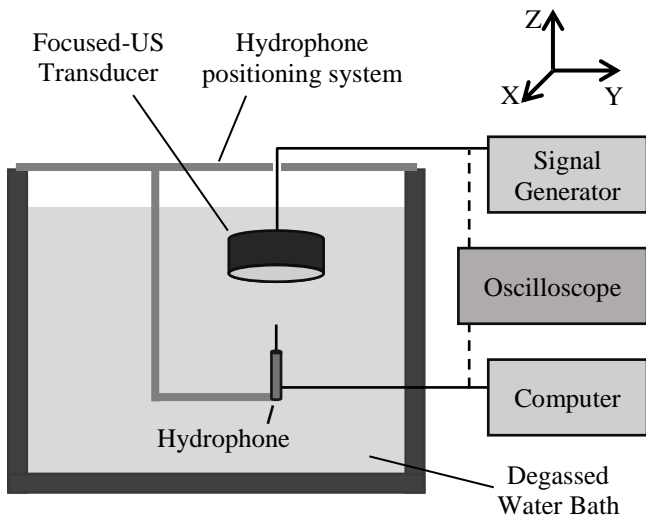 Focused-US
Transducer
Hydrophone
positioning system
Z
X
Y
Signal
Generator
Oscilloscope
Computer
Hydrophone
Degassed
Water Bath